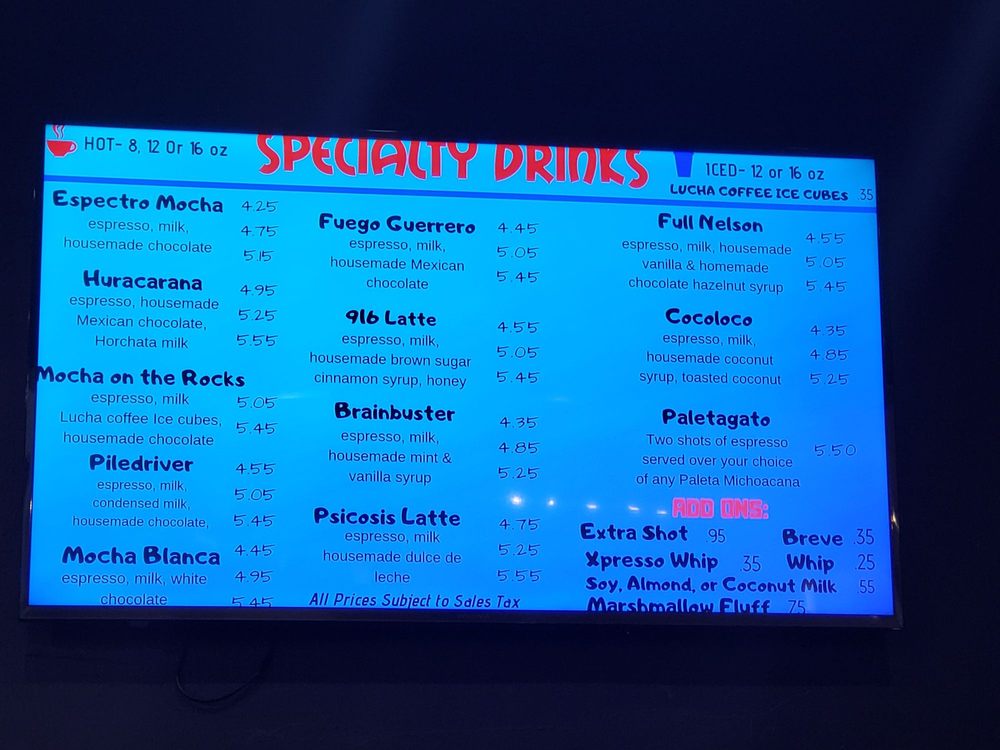 HOT- 8, 12 Or 16 oz
SPECIALTY DRINKS
ICED- 12 or 16 oz
LUCHA COFFEE ICE CUBES .35
Espectro Mocha 4.25
espresso, milk, 4.75
housemade chocolate 5.15
Huracarana 4.95
espresso, housemade 5.25
Mexican chocolate,
Horchata milk 5.55
Mocha on the Rocks
espresso, milk 5.05
Lucha coffee Ice cubes, 5.45
housemade chocolate
Piledriver 4.55
espresso, milk, 5.05
condensed milk,
housemade chocolate, 5.45
Mocha Blanca 4.45
espresso, milk, white 4.95
chocolate 5.45
Fuego Guerrero 4.45
espresso, milk, 5.05
housemade Mexican 5.45
chocolate
916 Latte 4.55
espresso, milk, 5.05
housemade brown sugar
cinnamon syrup, honey 5.45
Brainbuster 4.35
espresso, milk, 4.85
housemade mint &
vanilla syrup 5.25
Psicosis Latte 4.75
espresso, milk 5.25
housemade dulce de
leche 5.55
All Prices Subject to Sales Tax
Full Nelson 4.55
espresso, milk, housemade
vanilla & homemade 5.05
chocolate hazelnut syrup 5.45
Cocoloco 4.35
espresso, milk,
housemade coconut 4.85
syrup, toasted coconut 5.25
Paletagato
Two shots of espresso 5.50
served over your choice
of any Paleta Michoacana
ADD ONS:
Extra Shot 95 Breve .35
Xpresso Whip .35 Whip .25
Soy, Almond, or Coconut Milk .55
Marshmallow Fluff 75